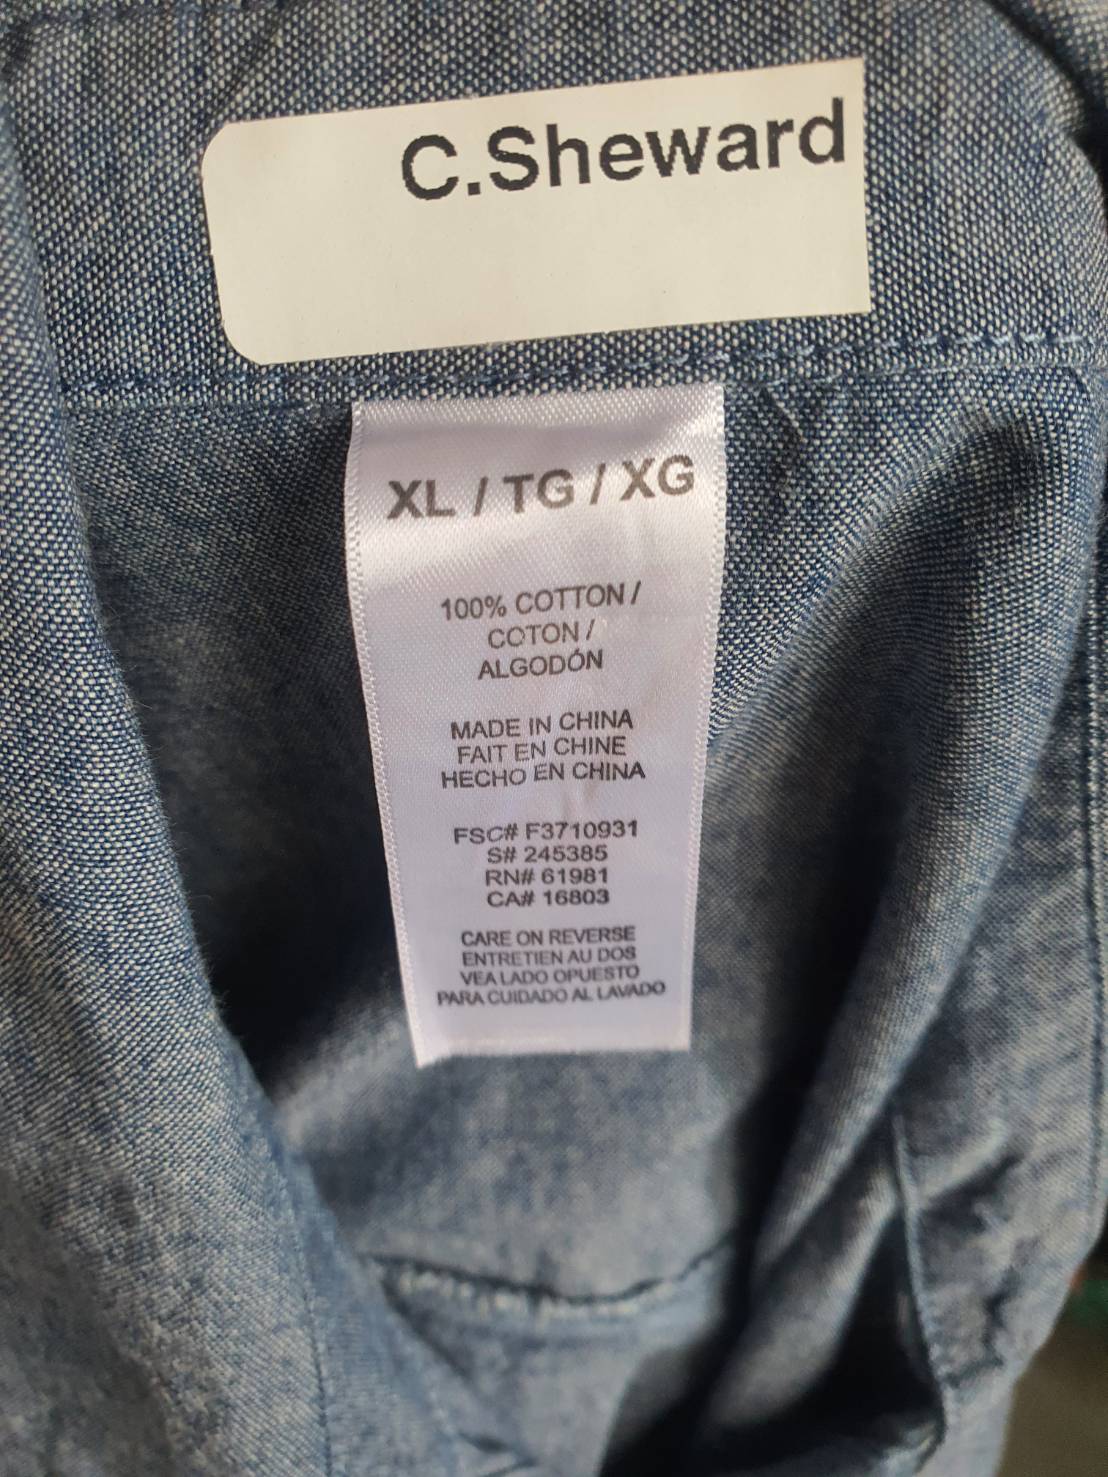 C.Sheward
XL / TG / XG
100% COTTON /
COTON /
ALGODÓN
MADE IN CHINA
FAIT EN CHINE
HECHO EN CHINA
FSC# F3710931
S# 245385
RN# 61981
CA# 16803
CARE ON REVERSE
ENTRETIEN AU DOS
VEA LADO OPUESTO
PARA CUIDADO AL LAVADO